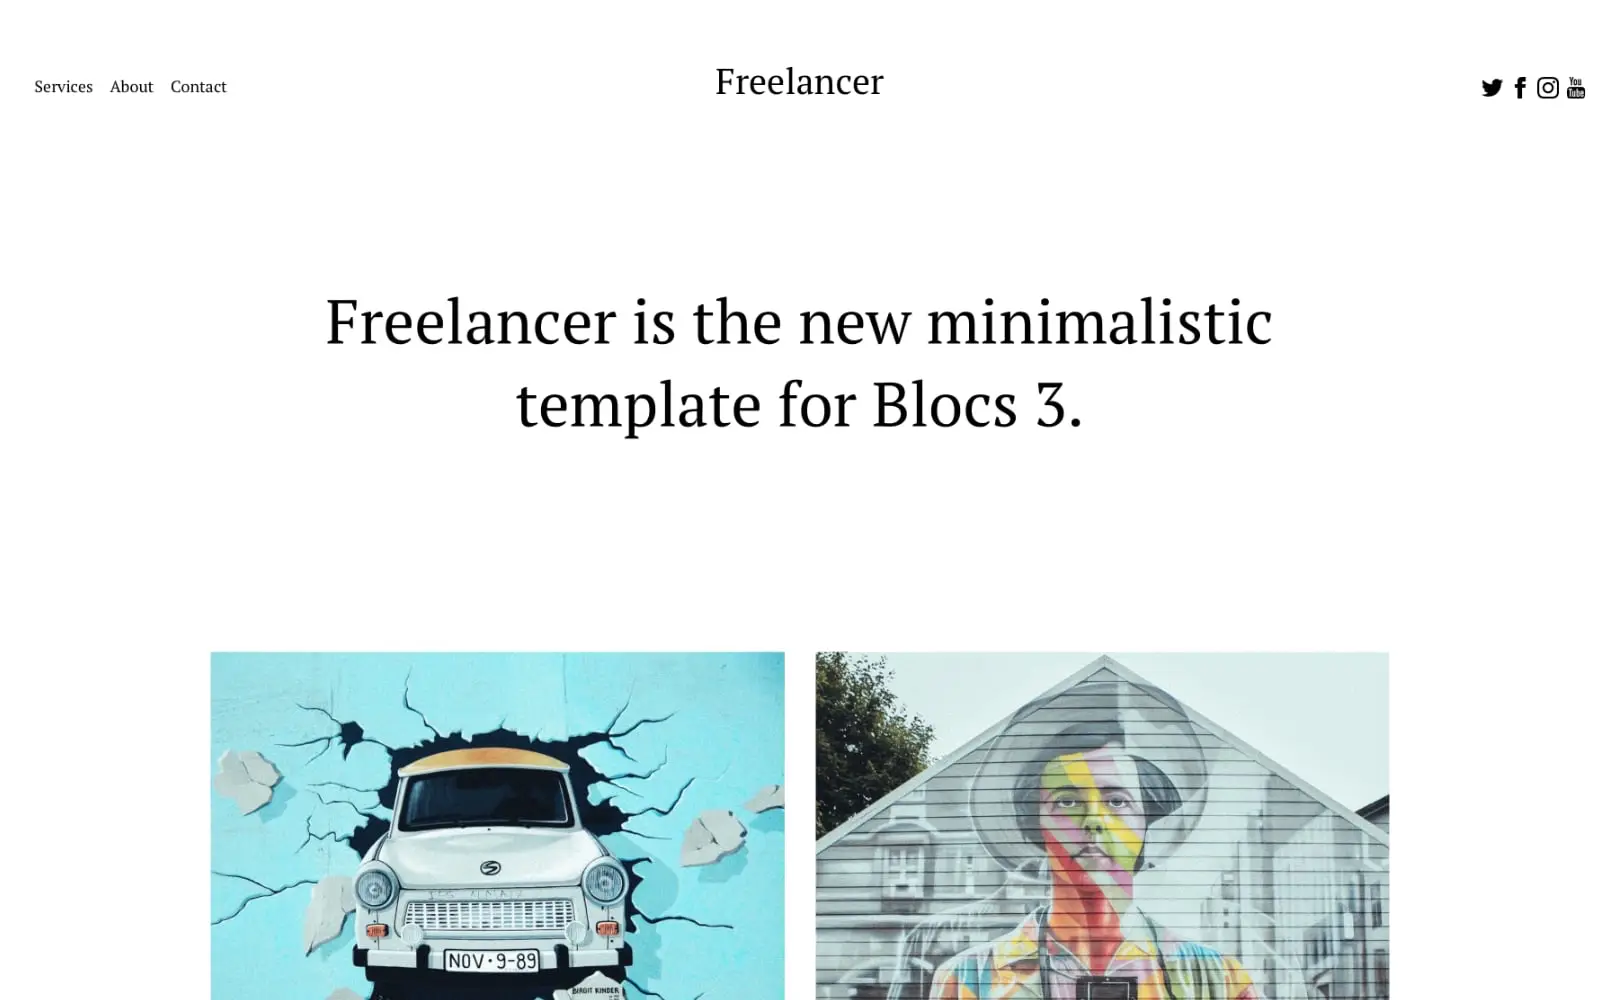 Services About Contact
Freelancer
Freelancer is the new minimalistic
template for Blocs 3.
You
Tube
NOV•9-89
BIRGIT KINDER